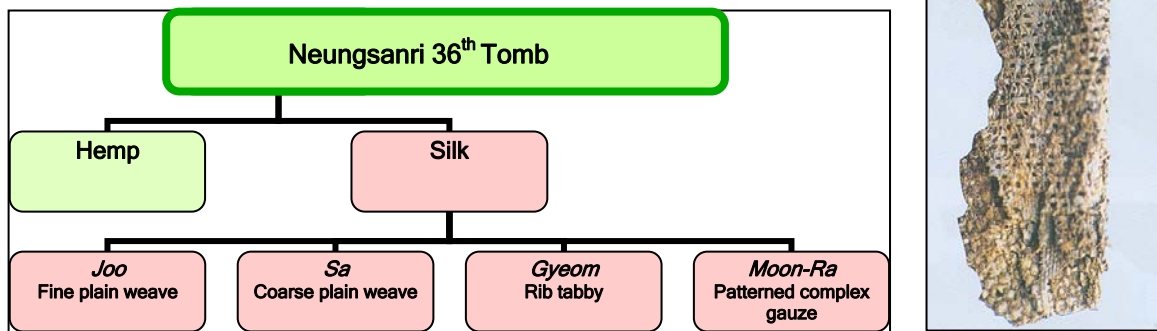 Neungsanri 36th Tomb
Hemp
Silk
Joo
Fine plain weave
Sa
Coarse plain weave
Gyeom
Rib tabby
Moon-Ra
Patterned complex
gauze